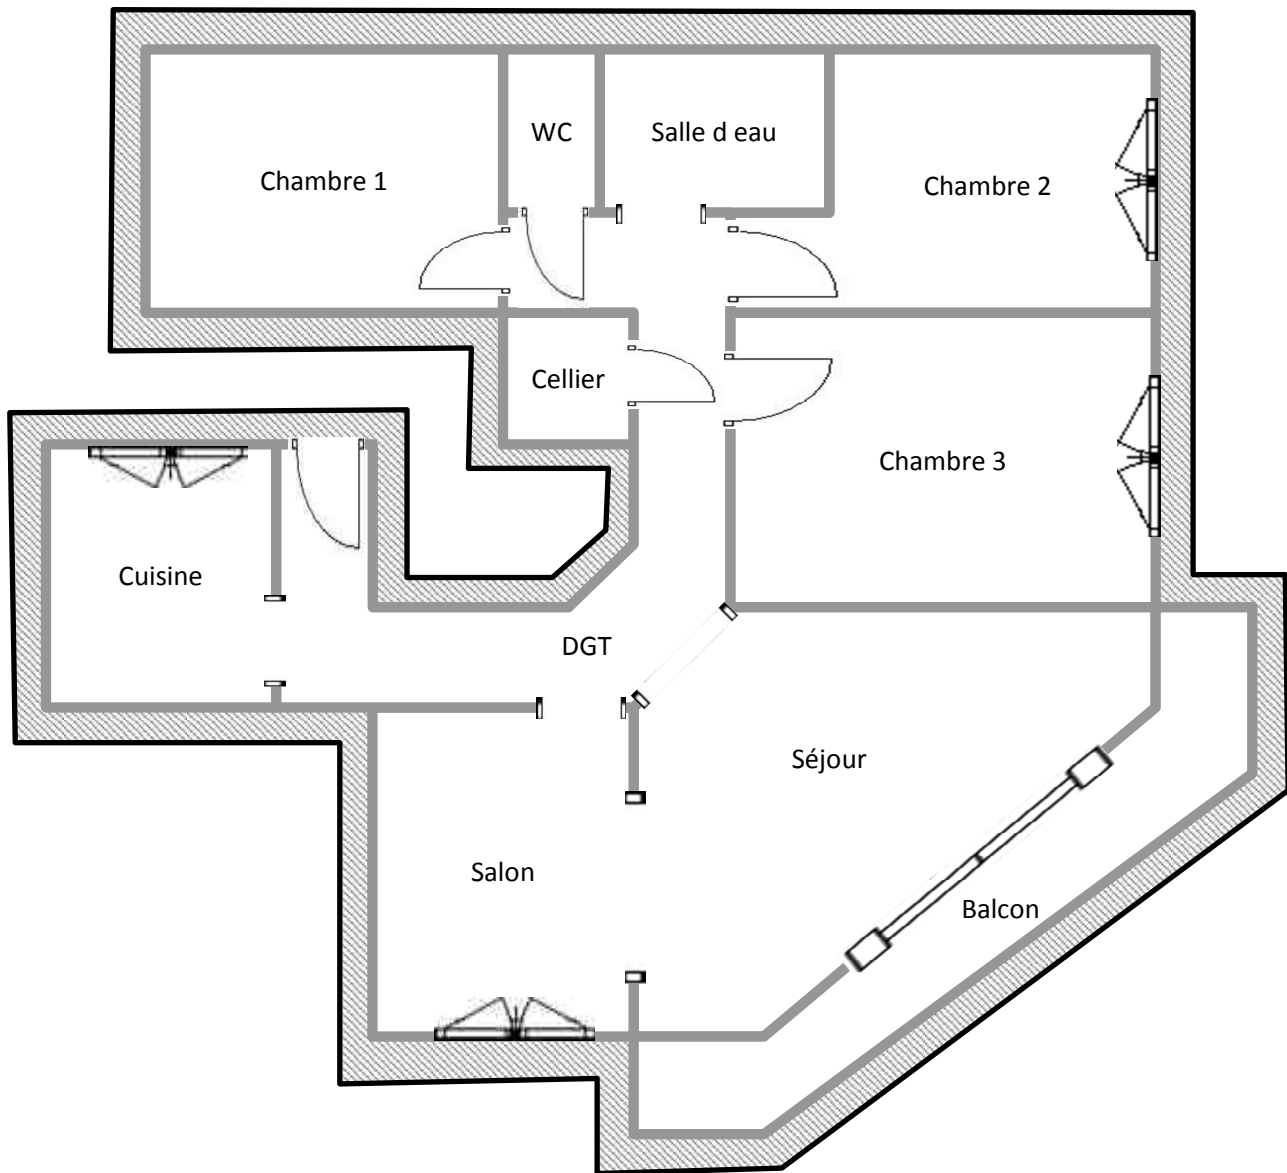 WC
Salle d eau
Chambre 1
Chambre 2
Cellier
Chambre 3
Cuisine
DGT
Séjour
Salon
Balcon